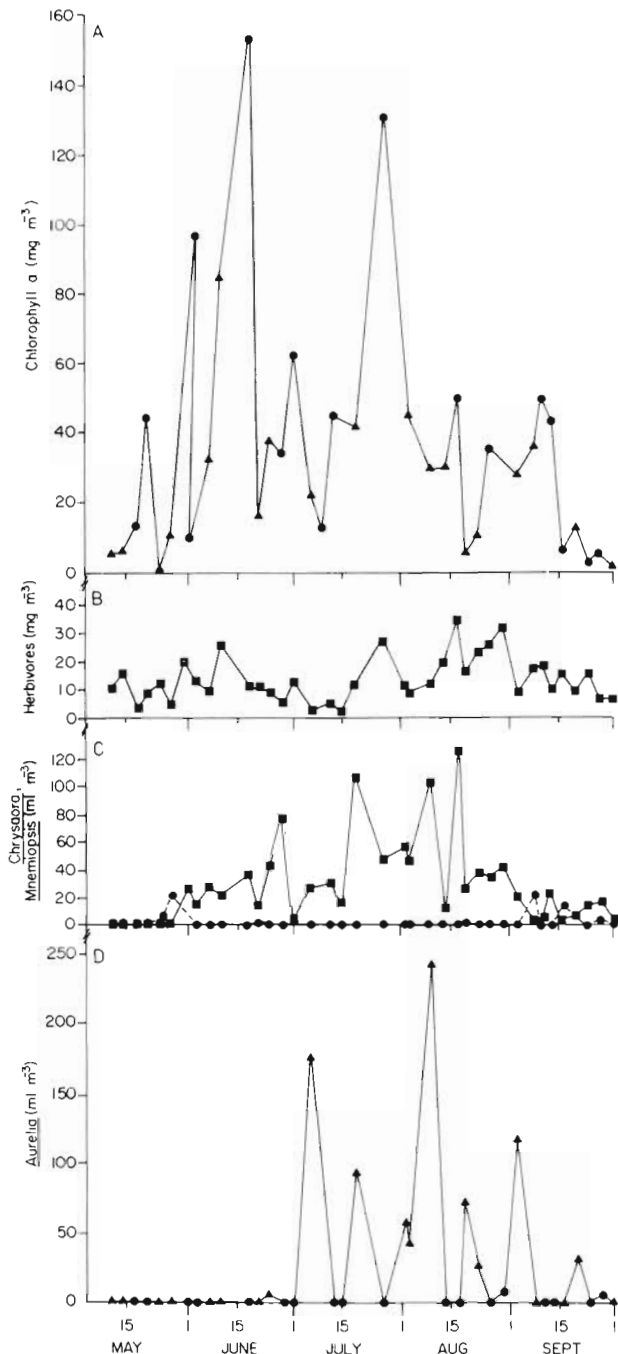 A
160
140
120
100
80
60
40
20
0
Chlorophyll a (mg m⁻³)
B
40
30
20
10
0
Herbivores (mg m⁻³)
C
120
100
80
60
40
20
0
Chrysaora,
Mnemiopsis (ml m⁻³)
D
250
200
150
100
50
0
Aurelia (ml m⁻³)
15 1 15 1 15 1 15 1 15 1
MAY JUNE JULY AUG SEPT